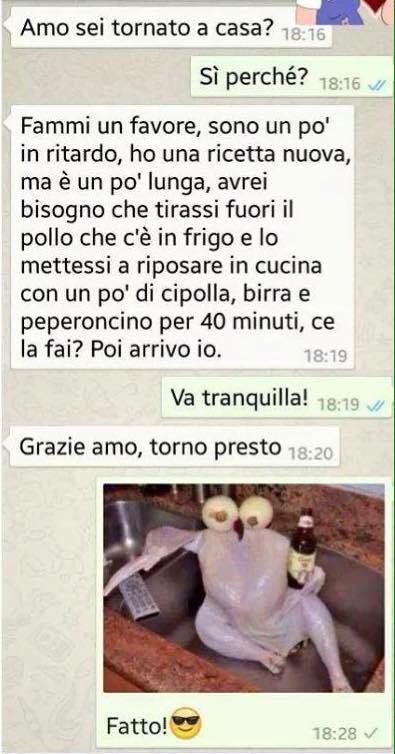 Amo sei tornato a casa? 18:16
Sì perché? 18:16
Fammi un favore, sono un po'
in ritardo, ho una ricetta nuova,
ma è un po' lunga, avrei
bisogno che tirassi fuori il
pollo che c'è in frigo e lo
mettessi a riposare in cucina
con un po' di cipolla, birra e
peperoncino per 40 minuti, ce
la fai? Poi arrivo io. 18:19
Va tranquilla! 18:19
Grazie amo, torno presto 18:20
Fatto!😎 18:28